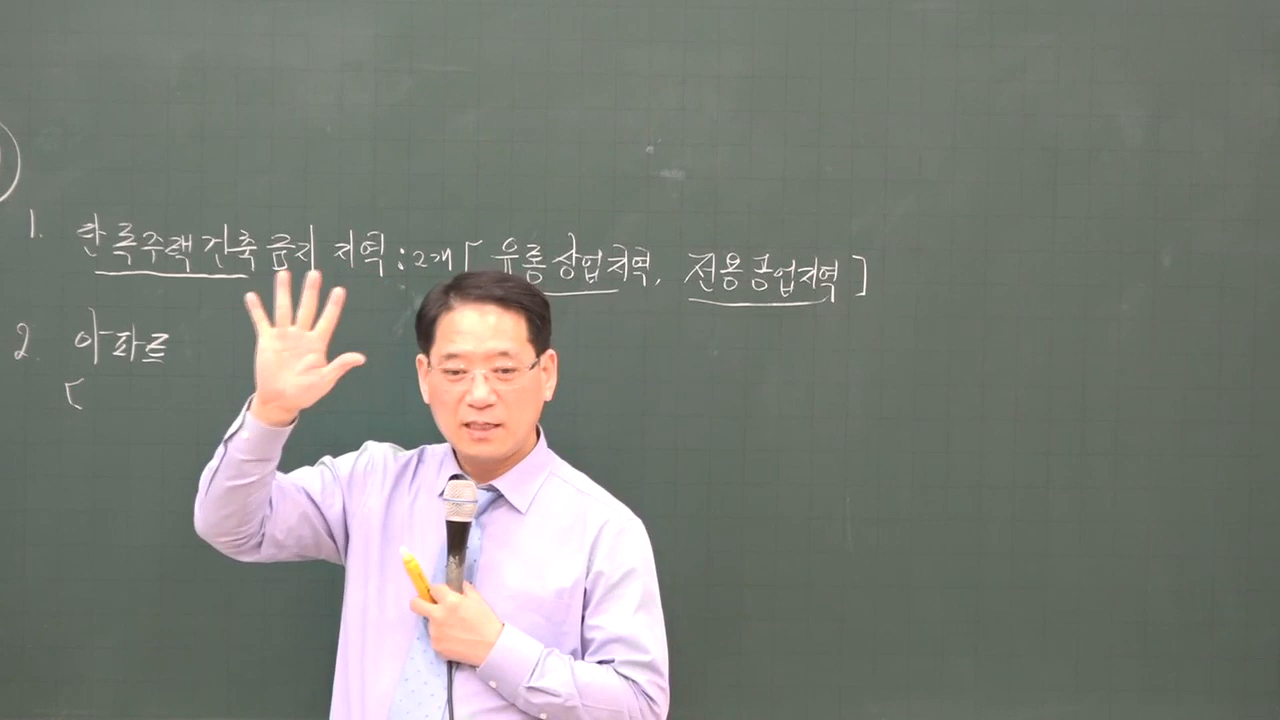 1. 단독주택 건축 금지 지역 : 2개 [ 유통상업지역, 전용공업지역 ]
2. 아파트
[